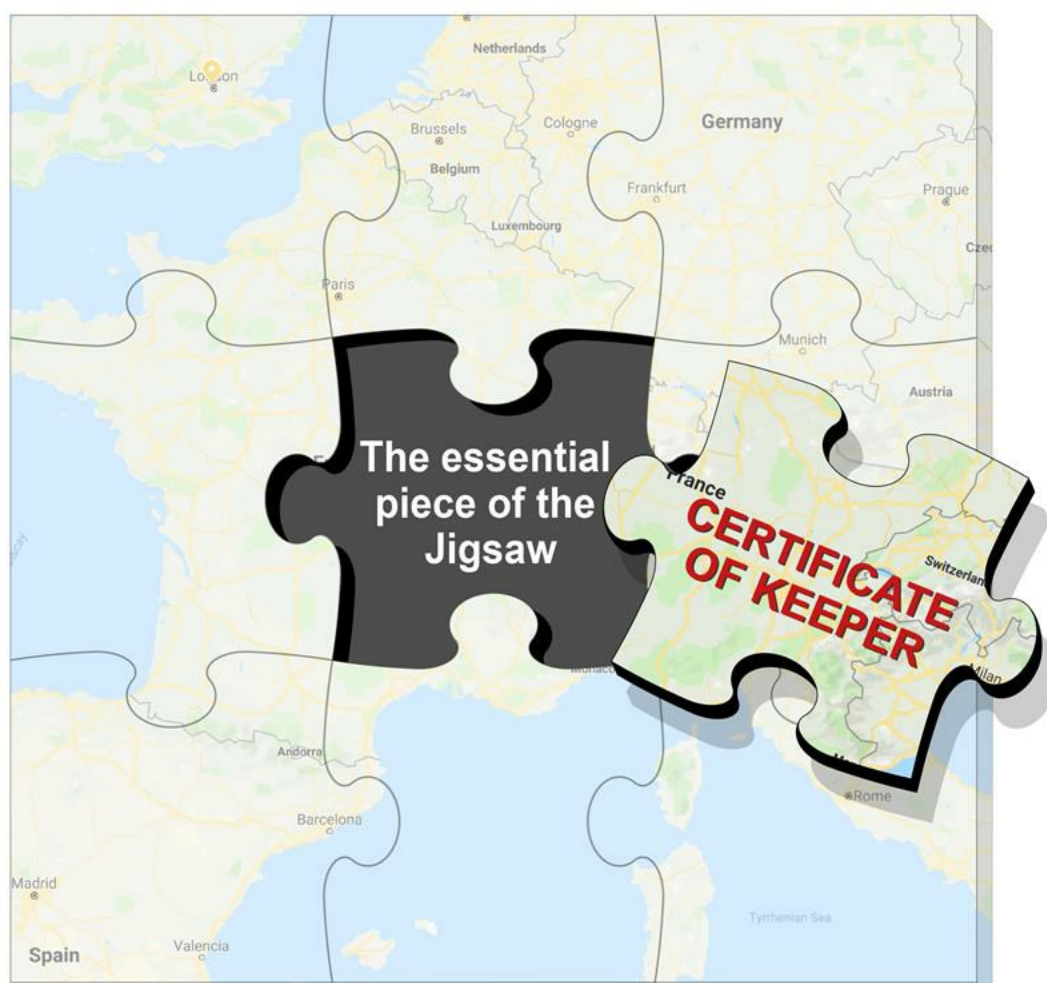 Netherlands
London
Brussels
Cologne
Germany
Belgium
Frankfurt
Prague
Luxembourg
Paris
Munich
Austria
The essential
piece of the
Jigsaw
France
CERTIFICATE
OF KEEPER
Switzerlan
Milan
Monaco
Andorra
Rome
Barcelona
Madrid
Tyrrhenian Sea
Valencia
Spain